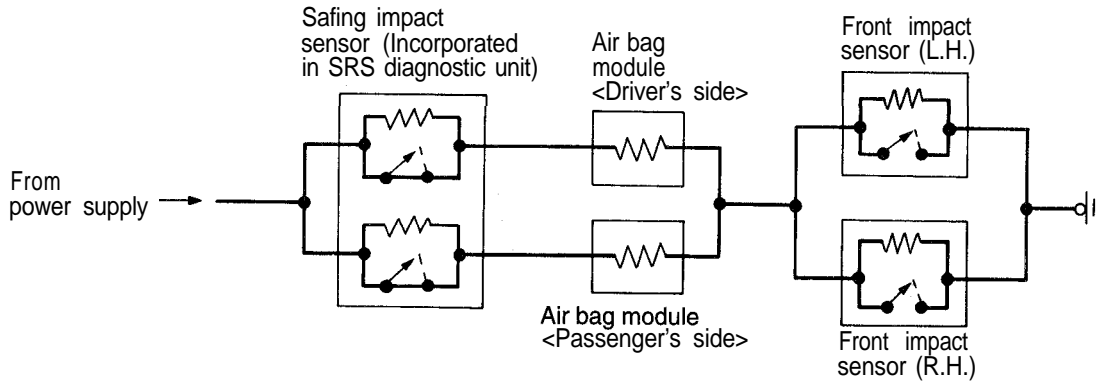 Safing impact
sensor (Incorporated
in SRS diagnostic unit)
Air bag
module
<Driver's side>
Front impact
sensor (L.H.)
From
power supply
Air bag module
<Passenger's side>
Front impact
sensor (R.H.)